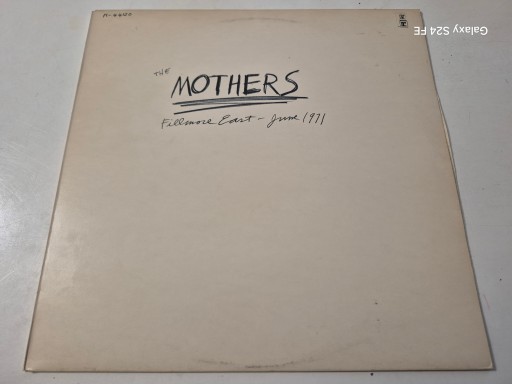 THE
MOTHERS
Fillmore East - June 1971
Galaxy S24 FE